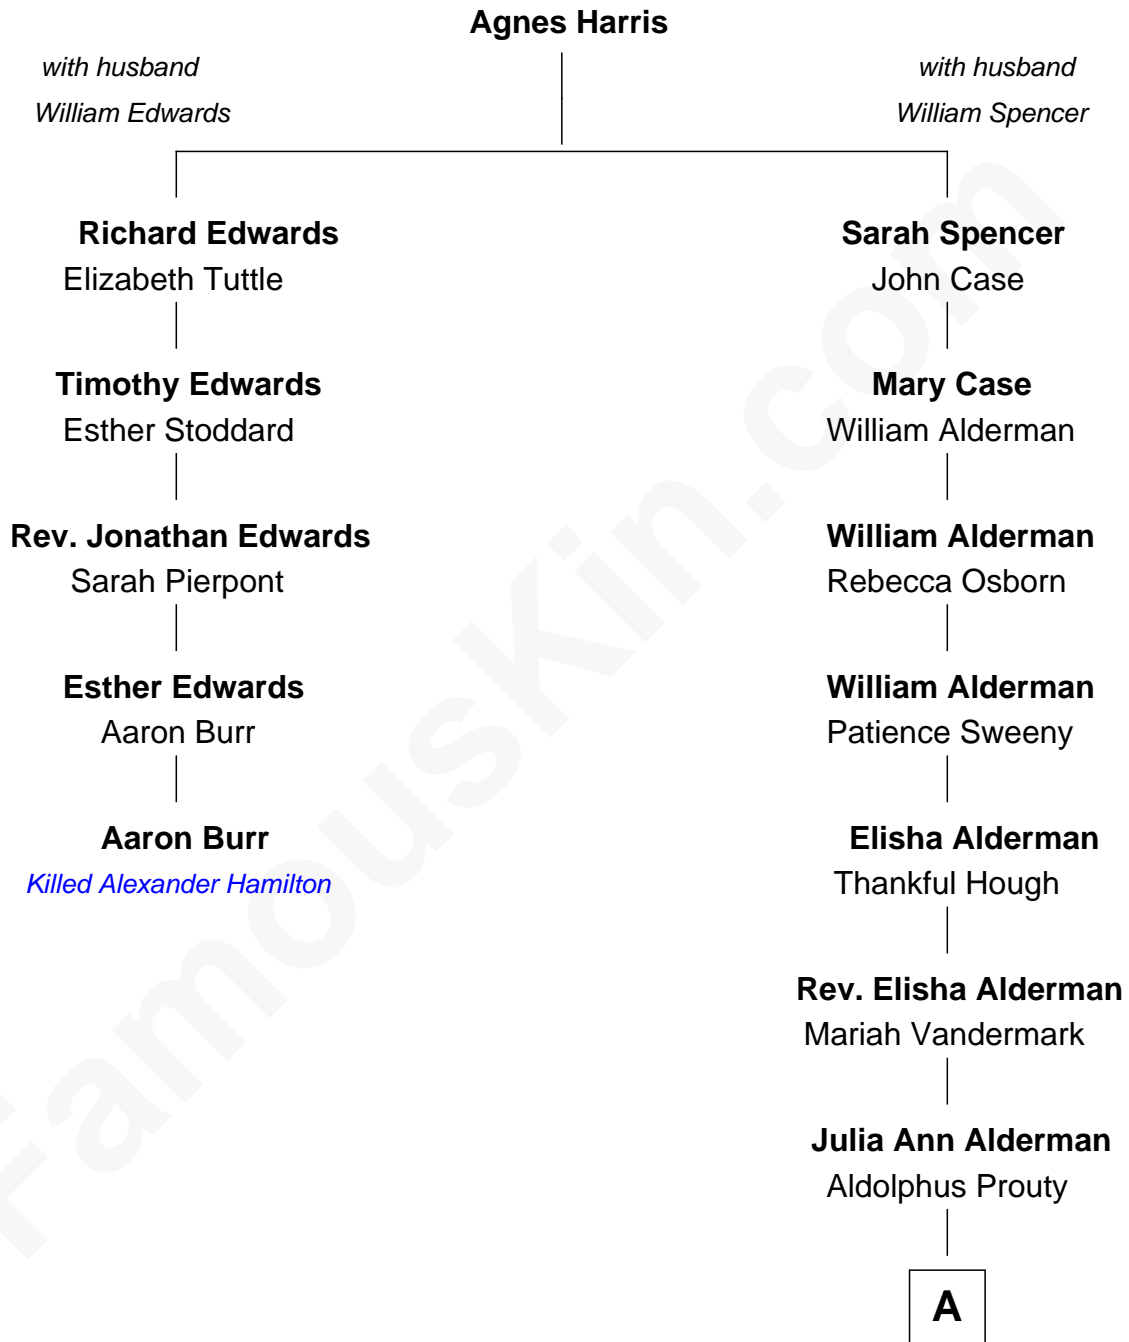 Agnes Harris
with husband
William Edwards
with husband
William Spencer
Richard Edwards
Elizabeth Tuttle
Sarah Spencer
John Case
Timothy Edwards
Esther Stoddard
Mary Case
William Alderman
Rev. Jonathan Edwards
Sarah Pierpont
William Alderman
Rebecca Osborn
Esther Edwards
Aaron Burr
William Alderman
Patience Sweeny
Aaron Burr
Killed Alexander Hamilton
Elisha Alderman
Thankful Hough
Rev. Elisha Alderman
Mariah Vandermark
Julia Ann Alderman
Aldolphus Prouty
A
FamousKin.com